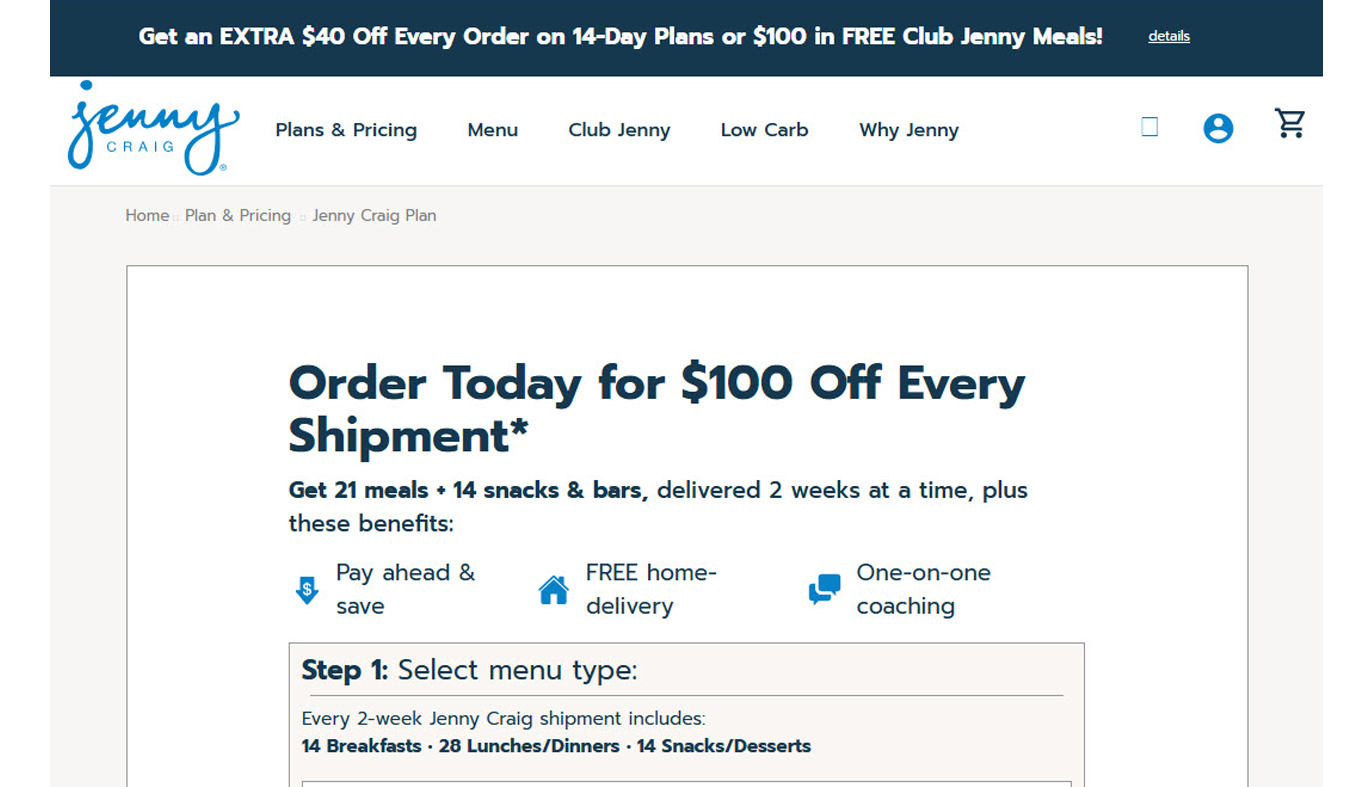 Get an EXTRA $40 Off Every Order on 14-Day Plans or $100 in FREE Club Jenny Meals! details
jenny
CRAIG®
Plans & Pricing Menu Club Jenny Low Carb Why Jenny
Home Plan & Pricing Jenny Craig Plan
Order Today for $100 Off Every
Shipment*
Get 21 meals + 14 snacks & bars, delivered 2 weeks at a time, plus
these benefits:
$
Pay ahead &
save
FREE home-
delivery
One-on-one
coaching
Step 1: Select menu type:
Every 2-week Jenny Craig shipment includes:
14 Breakfasts · 28 Lunches/Dinners · 14 Snacks/Desserts